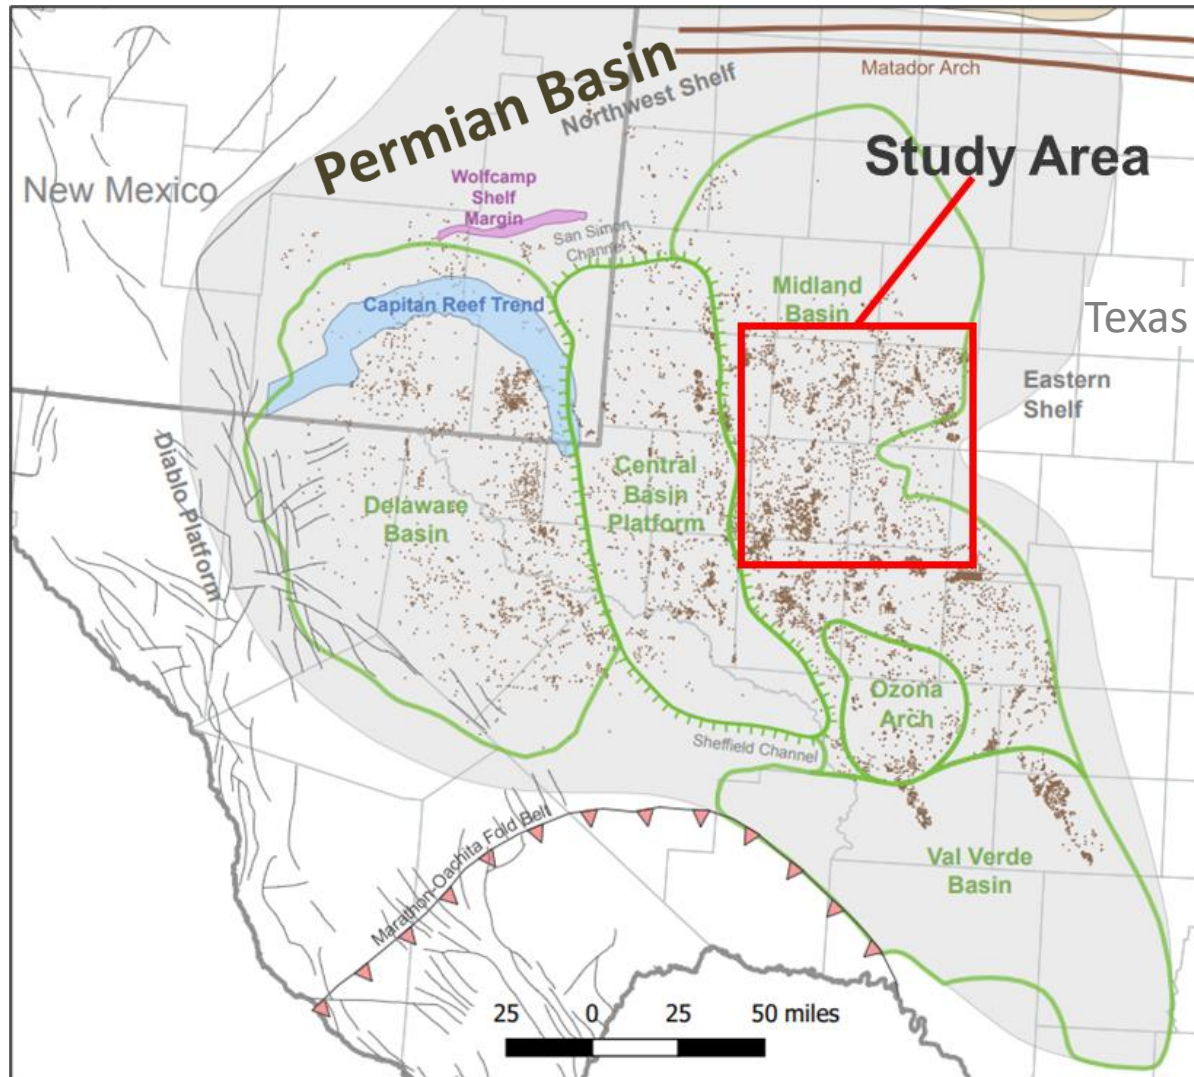 Permian Basin
Northwest Shelf
Matador Arch
Study Area
New Mexico
Wolfcamp
Shelf
Margin
San Simon
Channel
Midland
Basin
Texas
Capitan Reef Trend
Eastern
Shelf
Diablo Platform
Delaware
Basin
Central
Basin
Platform
Ozona
Arch
Sheffield Channel
Marathon-Oachita Fold Belt
Val Verde
Basin
25 0 25 50 miles